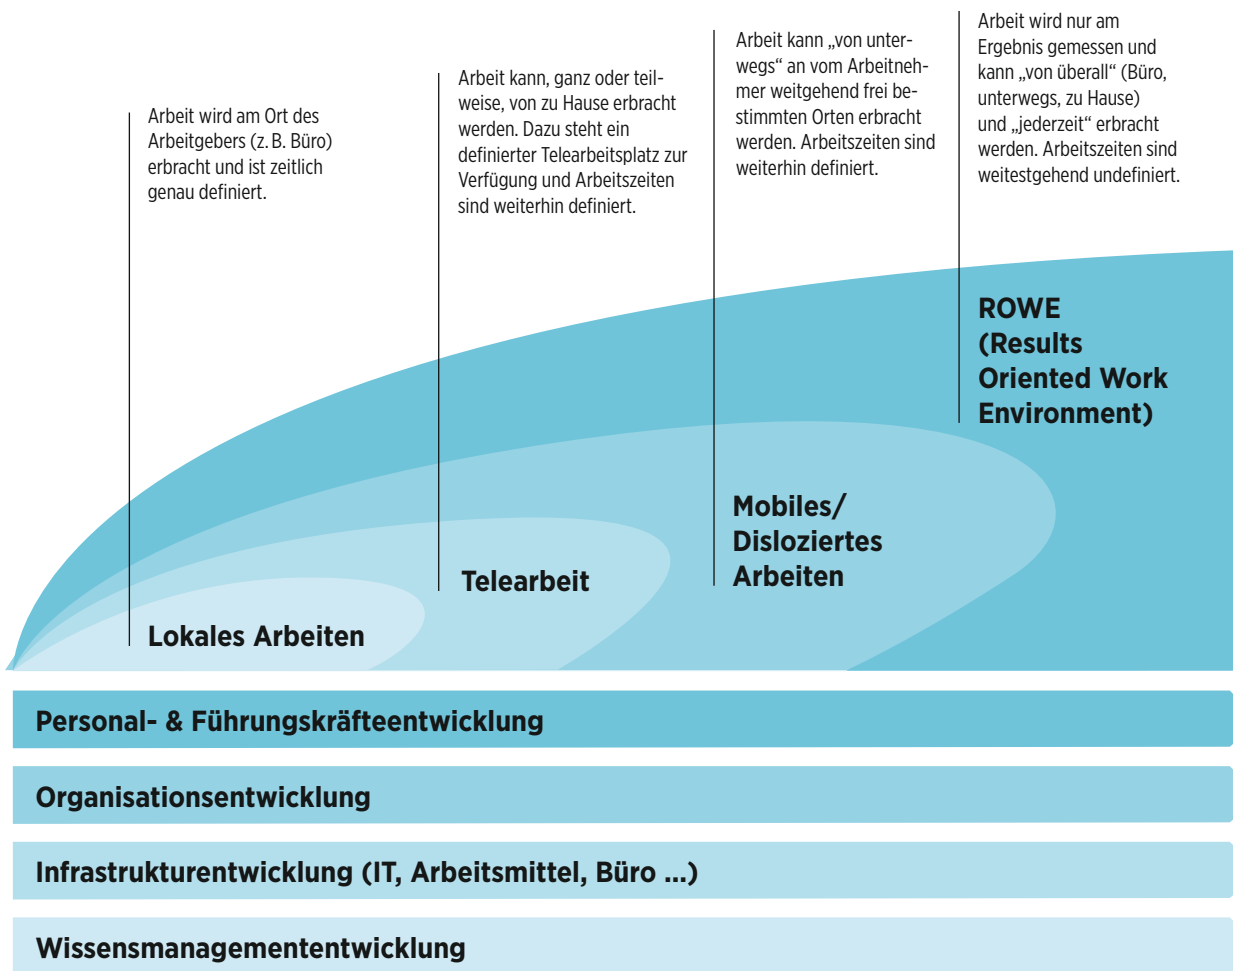 Arbeit wird am Ort des
Arbeitgebers (z. B. Büro)
erbracht und ist zeitlich
genau definiert.
Arbeit kann, ganz oder teil-
weise, von zu Hause erbracht
werden. Dazu steht ein
definierter Telearbeitsplatz zur
Verfügung und Arbeitszeiten
sind weiterhin definiert.
Arbeit kann „von unter-
wegs“ an vom Arbeitneh-
mer weitgehend frei be-
stimmten Orten erbracht
werden. Arbeitszeiten sind
weiterhin definiert.
Arbeit wird nur am
Ergebnis gemessen und
kann „von überall“ (Büro,
unterwegs, zu Hause)
und „jederzeit“ erbracht
werden. Arbeitszeiten sind
weitestgehend undefiniert.
Lokales Arbeiten
Telearbeit
Mobiles/
Disloziertes
Arbeiten
ROWE
(Results
Oriented Work
Environment)
Personal- & Führungskräfteentwicklung
Organisationsentwicklung
Infrastrukturentwicklung (IT, Arbeitsmittel, Büro ...)
Wissensmanagemententwicklung